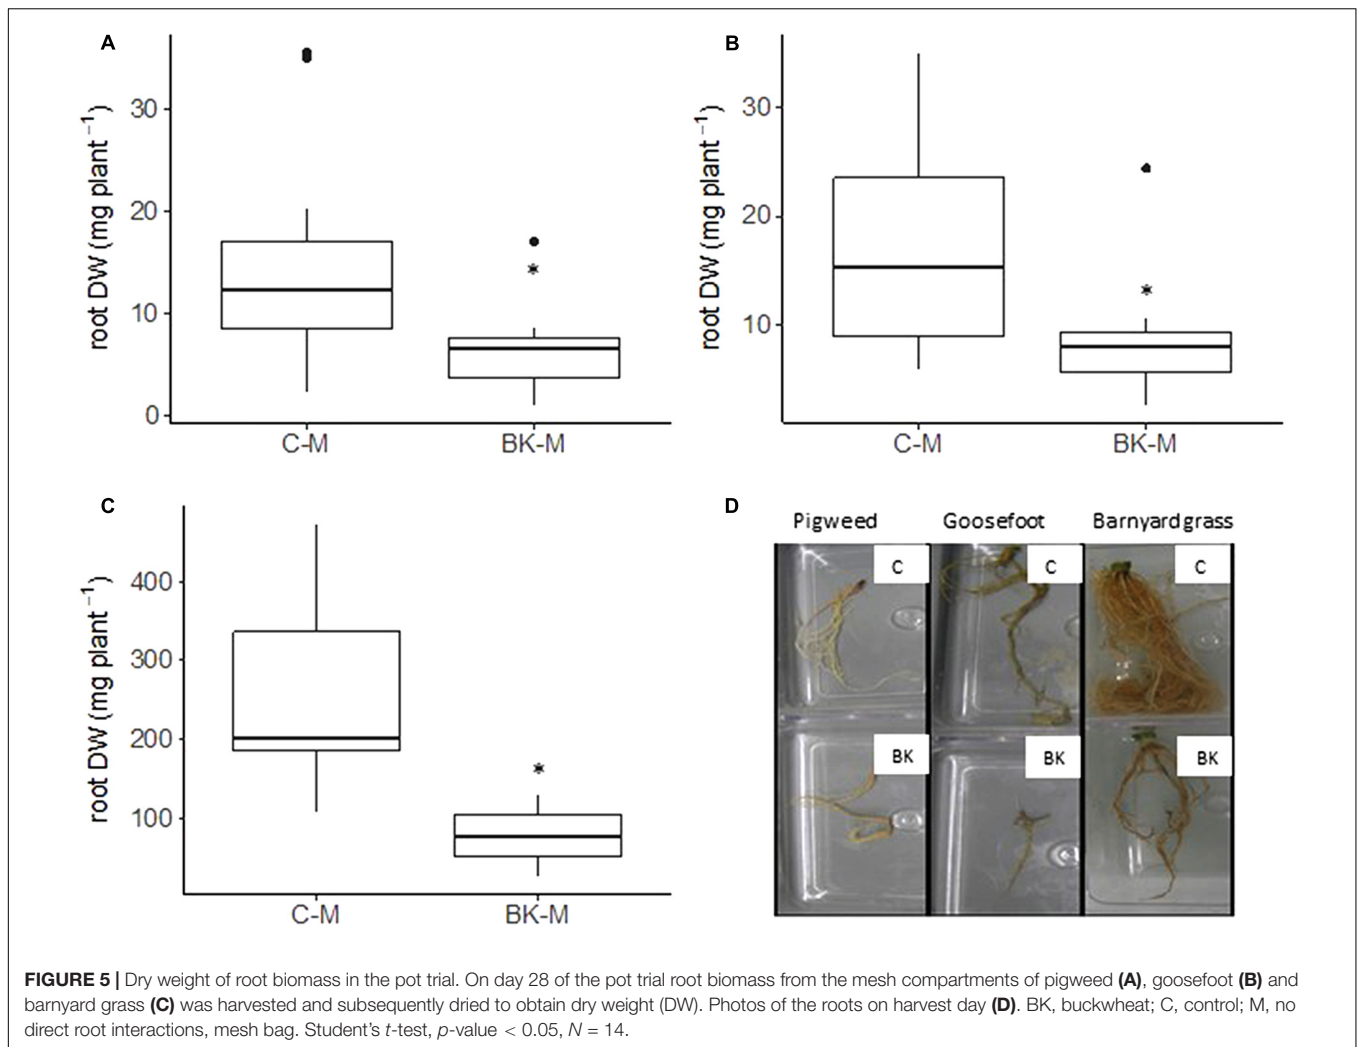 A
root DW (mg plant⁻¹)
30
20
10
0
C-M
BK-M
*
B
root DW (mg plant⁻¹)
30
20
10
C-M
BK-M
*
C
root DW (mg plant⁻¹)
400
300
200
100
C-M
BK-M
*
D
Pigweed Goosefoot Barnyard grass
C C C
BK BK BK
FIGURE 5 | Dry weight of root biomass in the pot trial. On day 28 of the pot trial root biomass from the mesh compartments of pigweed (A), goosefoot (B) and
barnyard grass (C) was harvested and subsequently dried to obtain dry weight (DW). Photos of the roots on harvest day (D). BK, buckwheat; C, control; M, no
direct root interactions, mesh bag. Student's t-test, p-value < 0.05, N = 14.